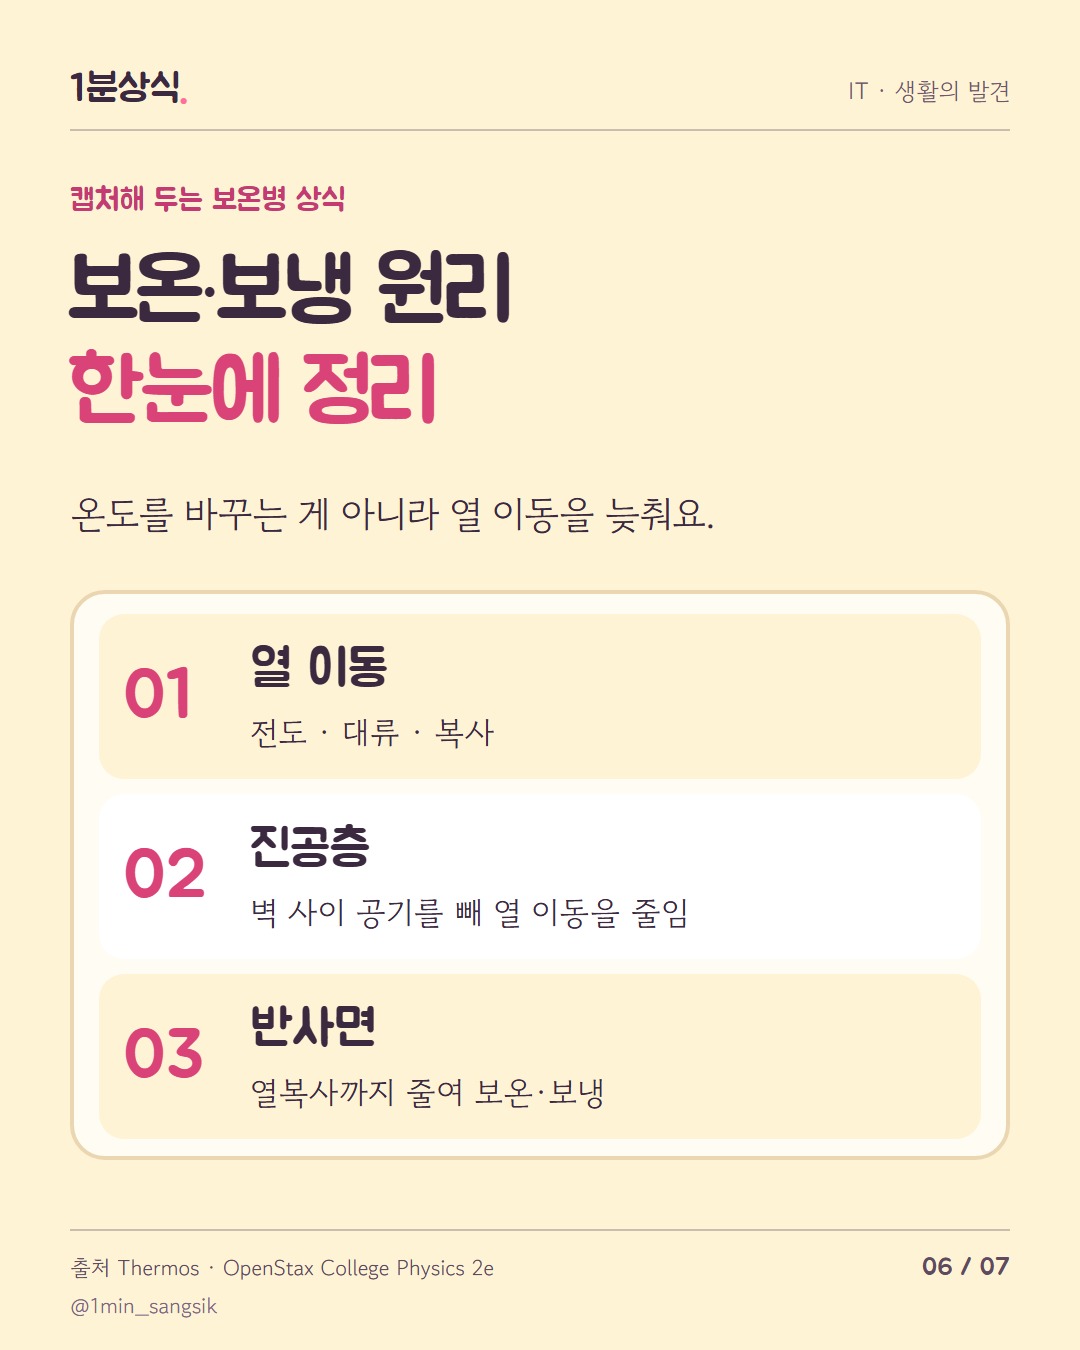 1분상식.
IT · 생활의 발견
캡처해 두는 보온병 상식
보온·보냉 원리
한눈에 정리
온도를 바꾸는 게 아니라 열 이동을 늦춰요.
01
열 이동
전도 · 대류 · 복사
02
진공층
벽 사이 공기를 빼 열 이동을 줄임
03
반사면
열복사까지 줄여 보온·보냉
출처 Thermos · OpenStax College Physics 2e
06 / 07
@1min_sangsik